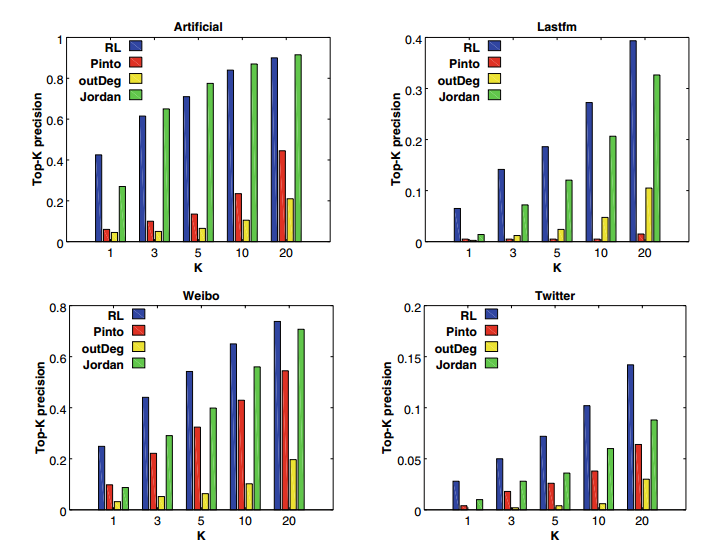 Artificial
RL
Pinto
outDeg
Jordan
Top-K precision
1
0.8
0.6
0.4
0.2
0
1 3 5 10 20
K
Lastfm
RL
Pinto
outDeg
Jordan
Top-K precision
0.4
0.3
0.2
0.1
0
1 3 5 10 20
K
Weibo
RL
Pinto
outDeg
Jordan
Top-K precision
0.8
0.6
0.4
0.2
0
1 3 5 10 20
K
Twitter
RL
Pinto
outDeg
Jordan
Top-K precision
0.2
0.15
0.1
0.05
0
1 3 5 10 20
K